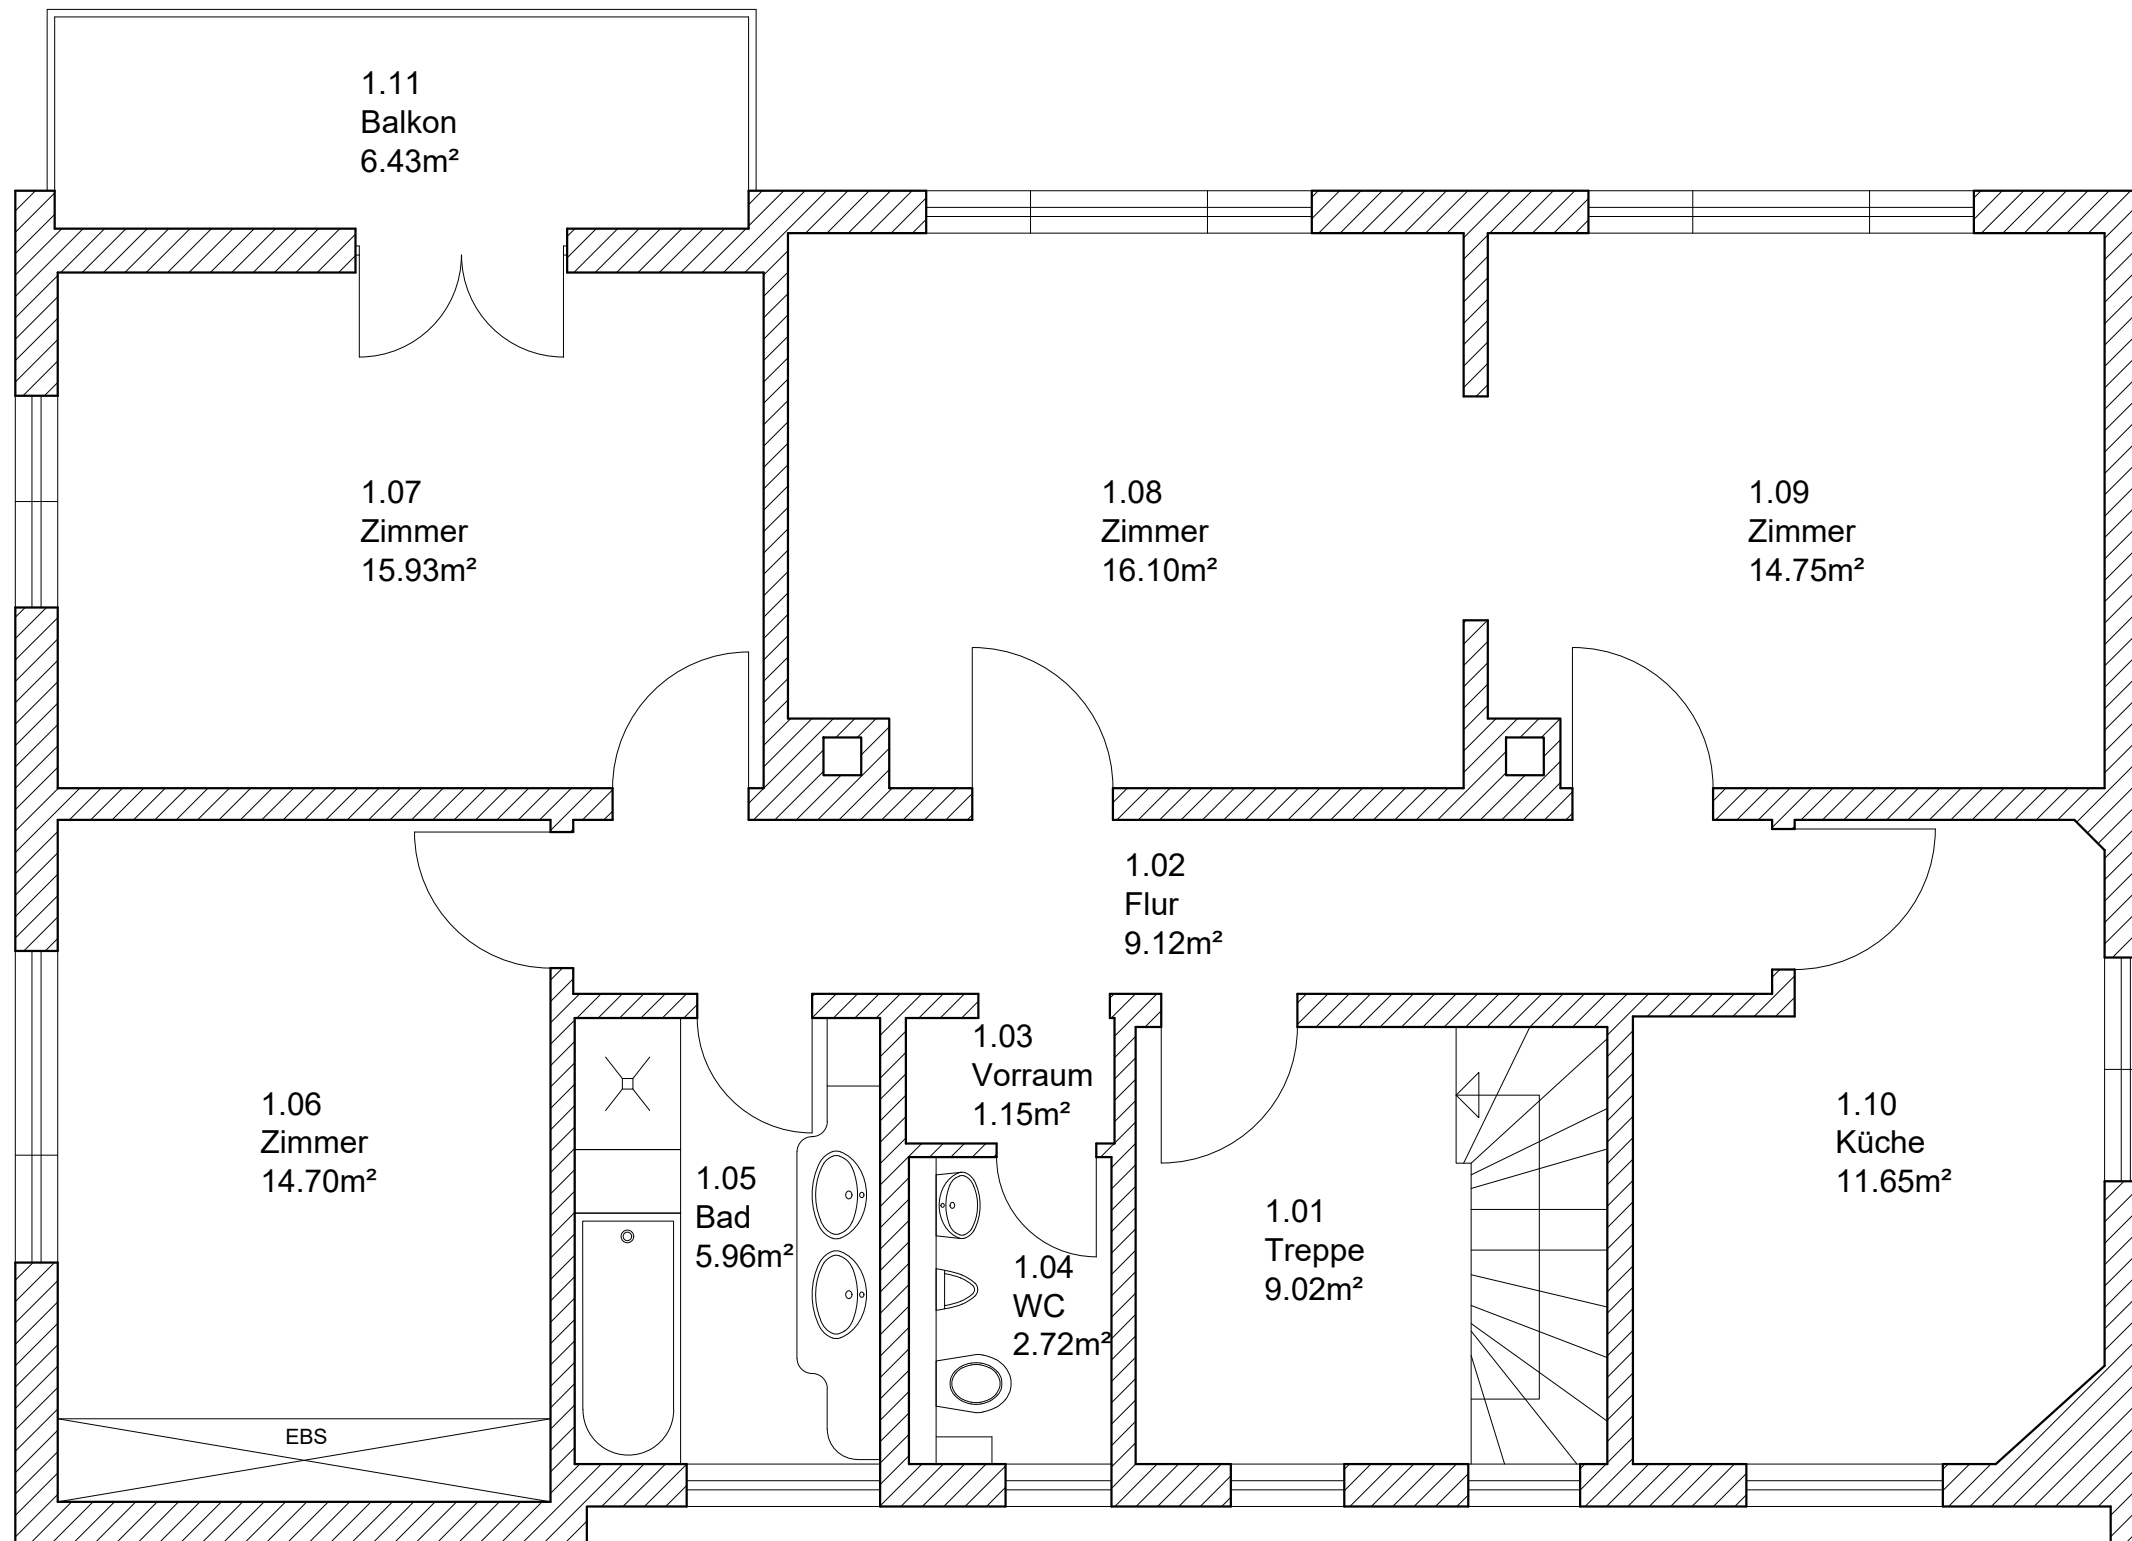 1.11
Balkon
6.43m²
1.07
Zimmer
15.93m²
1.08
Zimmer
16.10m²
1.09
Zimmer
14.75m²
1.02
Flur
9.12m²
1.03
Vorraum
1.15m²
1.06
Zimmer
14.70m²
1.05
Bad
5.96m²
1.04
WC
2.72m²
1.01
Treppe
9.02m²
1.10
Küche
11.65m²
EBS